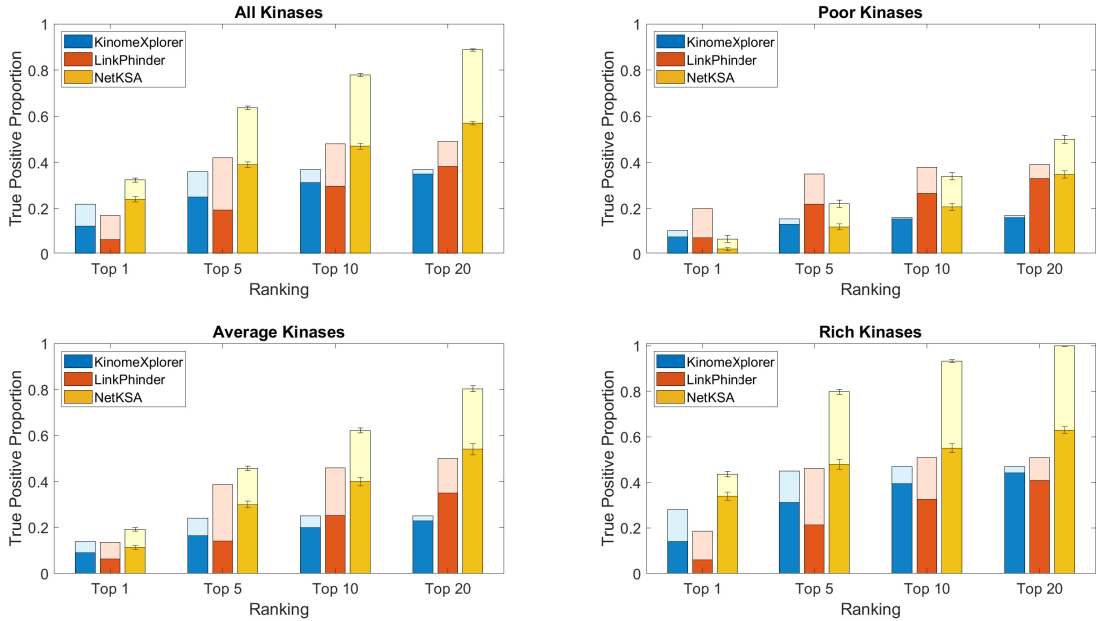 All Kinases
True Positive Proportion
1
0.8
0.6
0.4
0.2
0
KinomeXplorer
LinkPhinder
NetKSA
Top 1 Top 5 Top 10 Top 20
Ranking
Poor Kinases
True Positive Proportion
1
0.8
0.6
0.4
0.2
0
KinomeXplorer
LinkPhinder
NetKSA
Top 1 Top 5 Top 10 Top 20
Ranking
Average Kinases
True Positive Proportion
1
0.8
0.6
0.4
0.2
0
KinomeXplorer
LinkPhinder
NetKSA
Top 1 Top 5 Top 10 Top 20
Ranking
Rich Kinases
True Positive Proportion
1
0.8
0.6
0.4
0.2
0
KinomeXplorer
LinkPhinder
NetKSA
Top 1 Top 5 Top 10 Top 20
Ranking